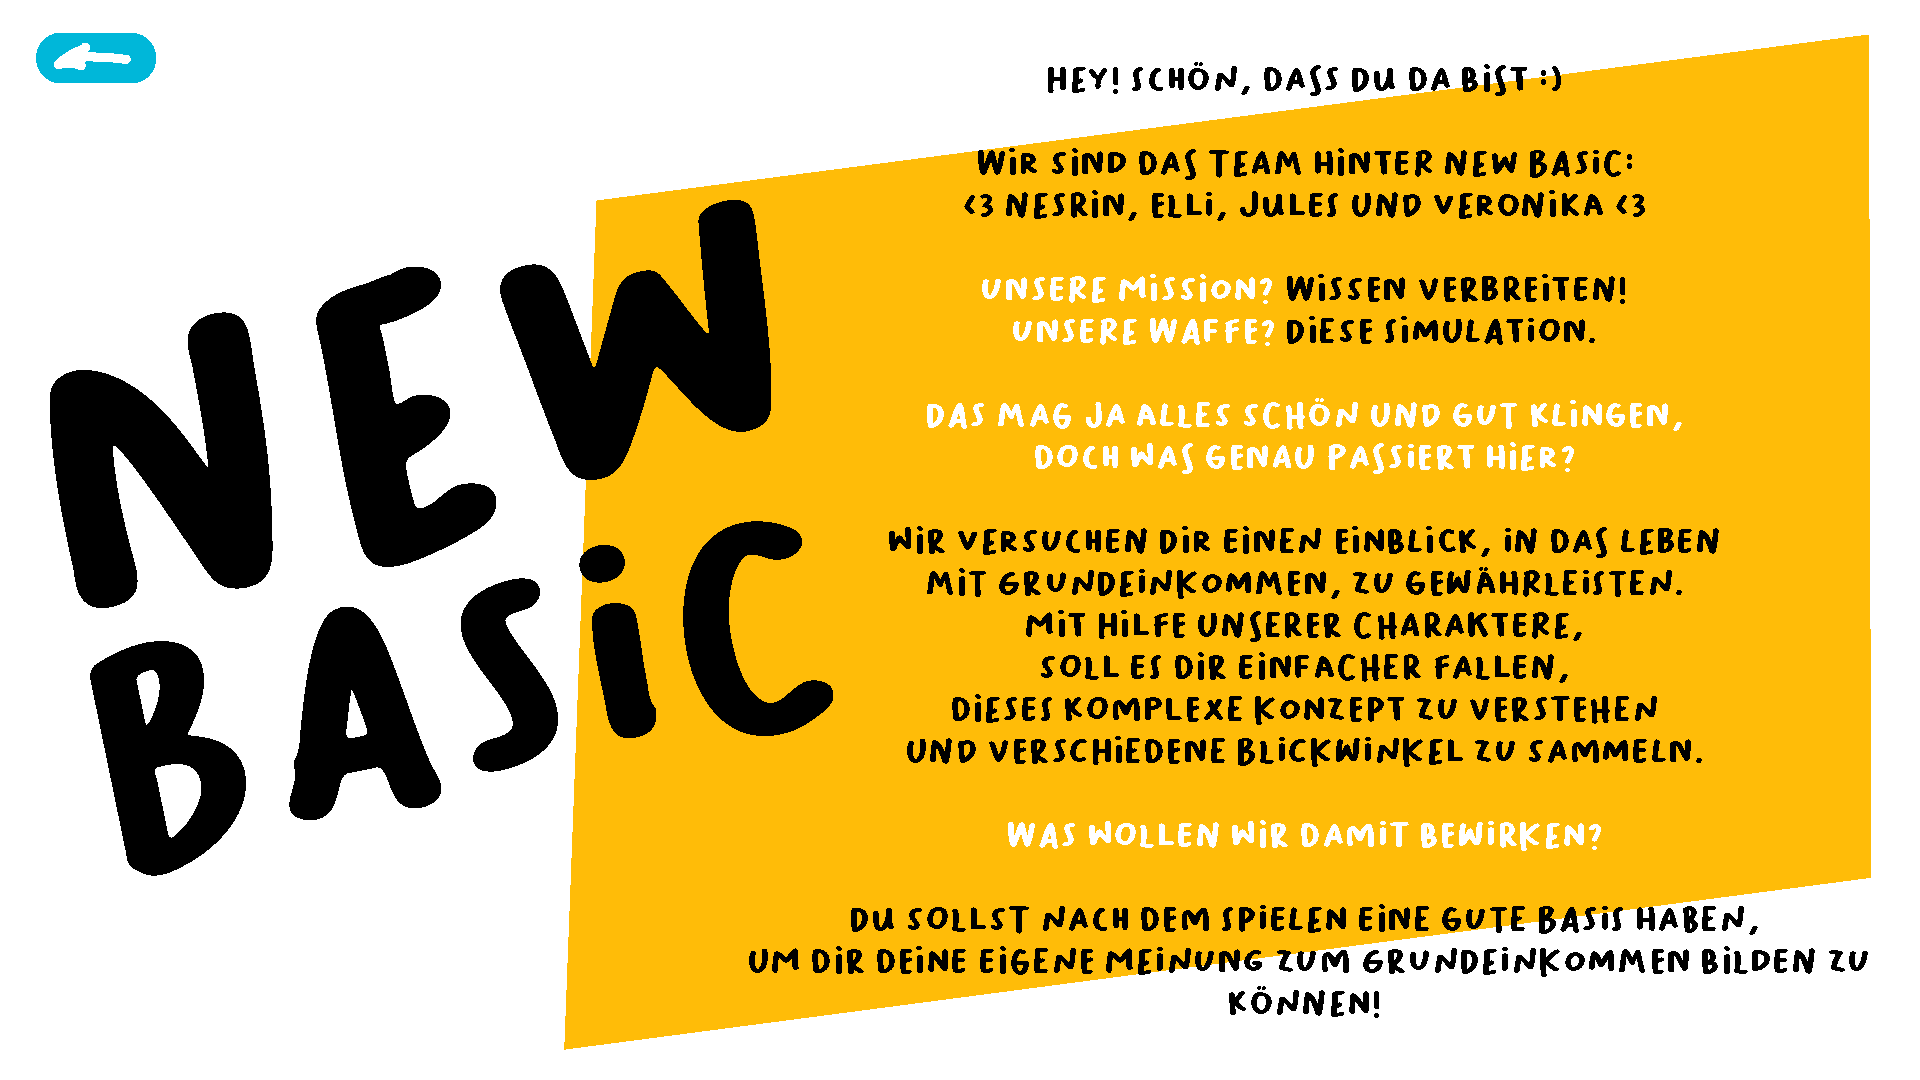 NEW
BASiC
HEY! SCHÖN, DASS DU DA BiST :)
WiR SiND DAS TEAM HiNTER NEW BASiC:
<3 NESRiN, ELLi, JULES UND VERONiKA <3
UNSERE MiSSiON? WiSSEN VERBREiTEN!
UNSERE WAFFE? DiESE SiMULATiON.
DAS MAG JA ALLES SCHÖN UND GUT KLiNGEN,
DOCH WAS GENAU PASSiERT HiER?
WiR VERSUCHEN DiR EiNEN EiNBLiCK, iN DAS LEBEN
MiT GRUNDEiNKOMMEN, ZU GEWÄHRLEiSTEN.
MiT HiLFE UNSERER CHARAKTERE,
SOLL ES DiR EiNFACHER FALLEN,
DiESES KOMPLEXE KONZEPT ZU VERSTEHEN
UND VERSCHiEDENE BLiCKWiNKEL ZU SAMMELN.
WAS WOLLEN WiR DAMiT BEWiRKEN?
DU SOLLST NACH DEM SPiELEN EiNE GUTE BASiS HABEN,
UM DiR DEiNE EiGENE MEiNUNG ZUM GRUNDEiNKOMMEN BiLDEN ZU
KÖNNEN!